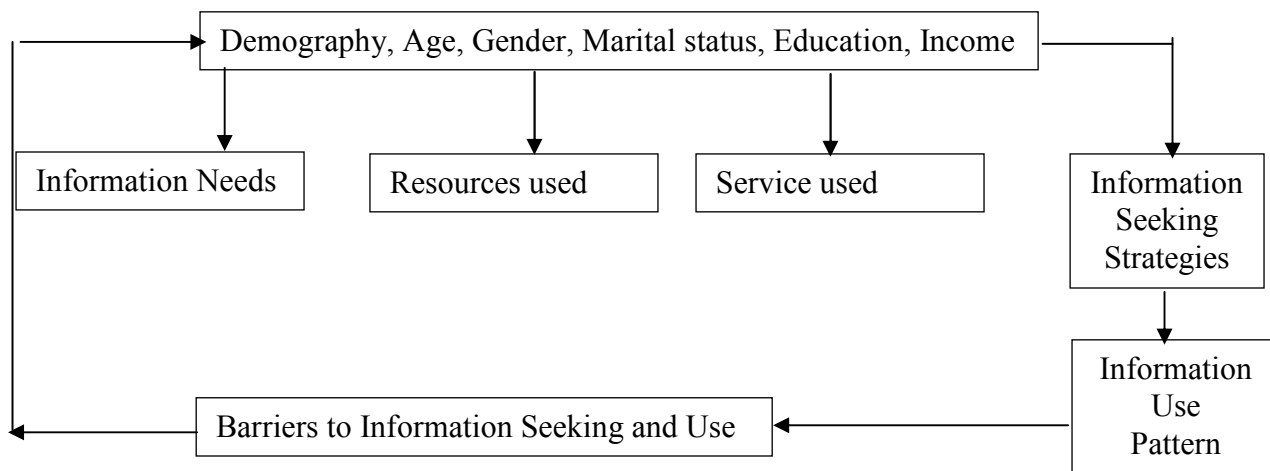 Demography, Age, Gender, Marital status, Education, Income
Information Needs
Resources used
Service used
Information
Seeking
Strategies
Information
Use
Pattern
Barriers to Information Seeking and Use